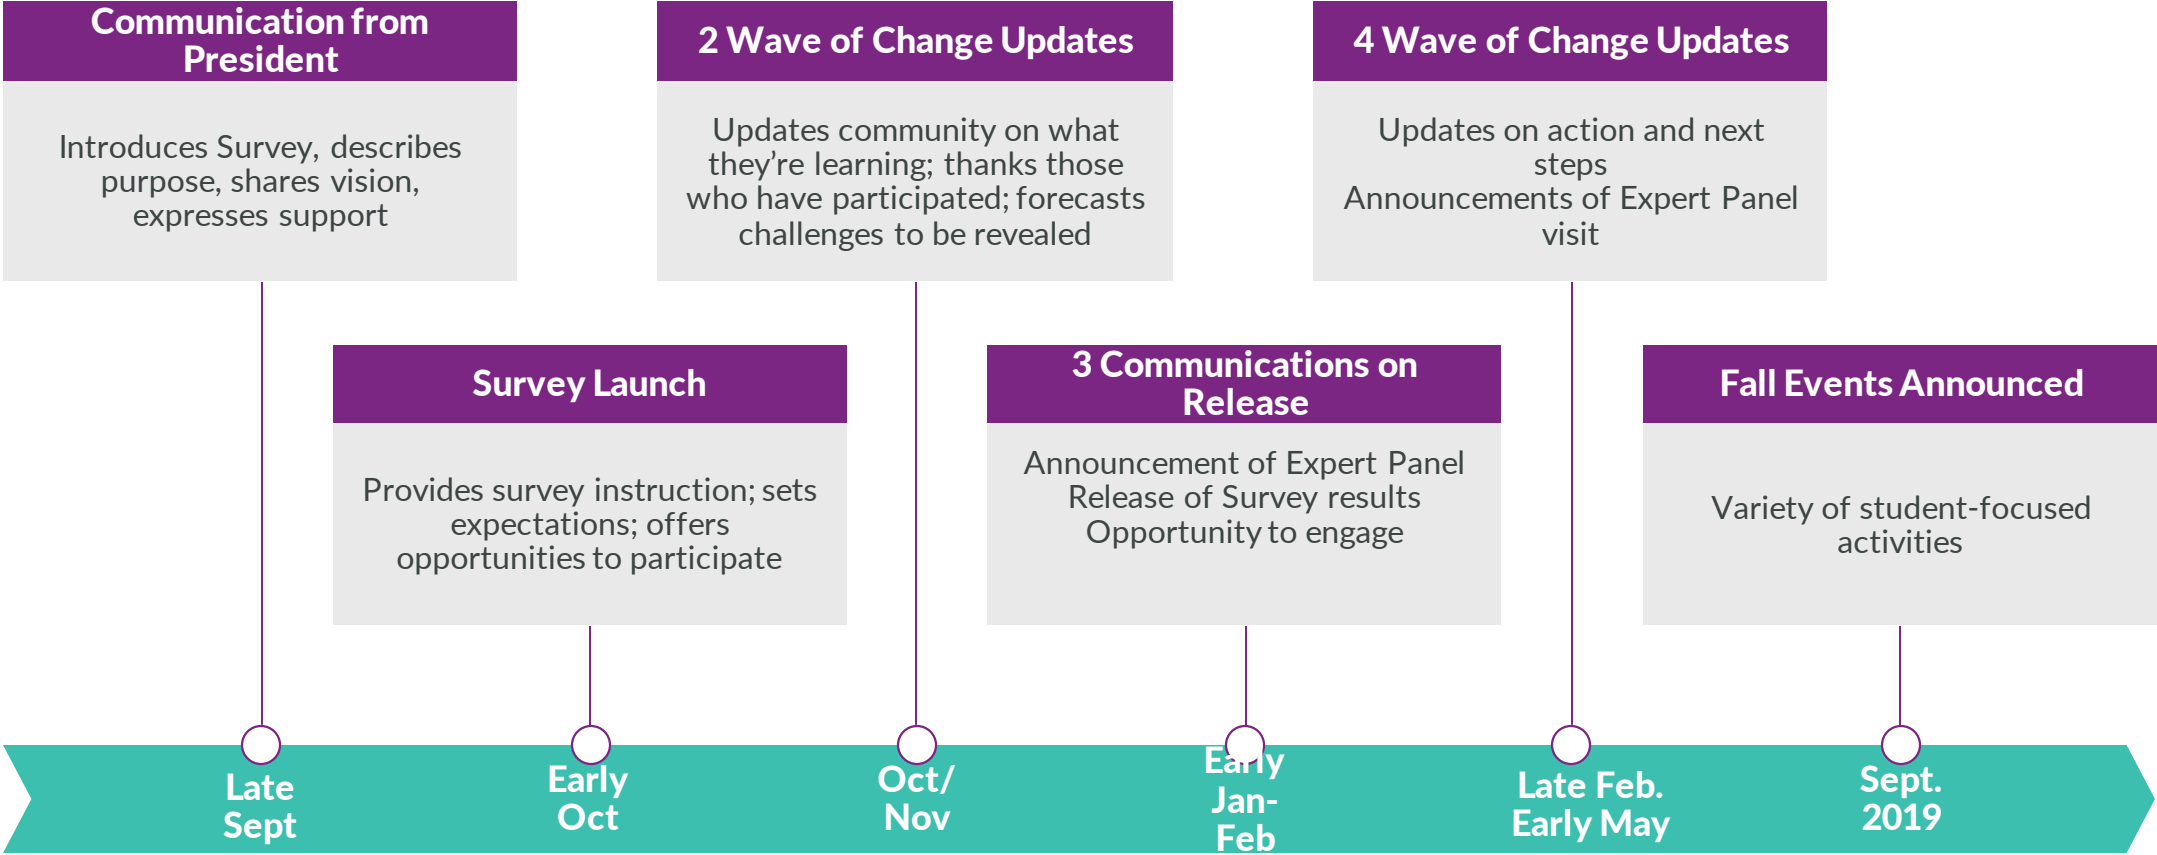 Communication from
President
Introduces Survey, describes
purpose, shares vision,
expresses support
Survey Launch
Provides survey instruction; sets
expectations; offers
opportunities to participate
2 Wave of Change Updates
Updates community on what
they’re learning; thanks those
who have participated; forecasts
challenges to be revealed
3 Communications on
Release
Announcement of Expert Panel
Release of Survey results
Opportunity to engage
4 Wave of Change Updates
Updates on action and next
steps
Announcements of Expert Panel
visit
Fall Events Announced
Variety of student-focused
activities
Late
Sept
Early
Oct
Oct/
Nov
Early
Jan-
Feb
Late Feb.
Early May
Sept.
2019